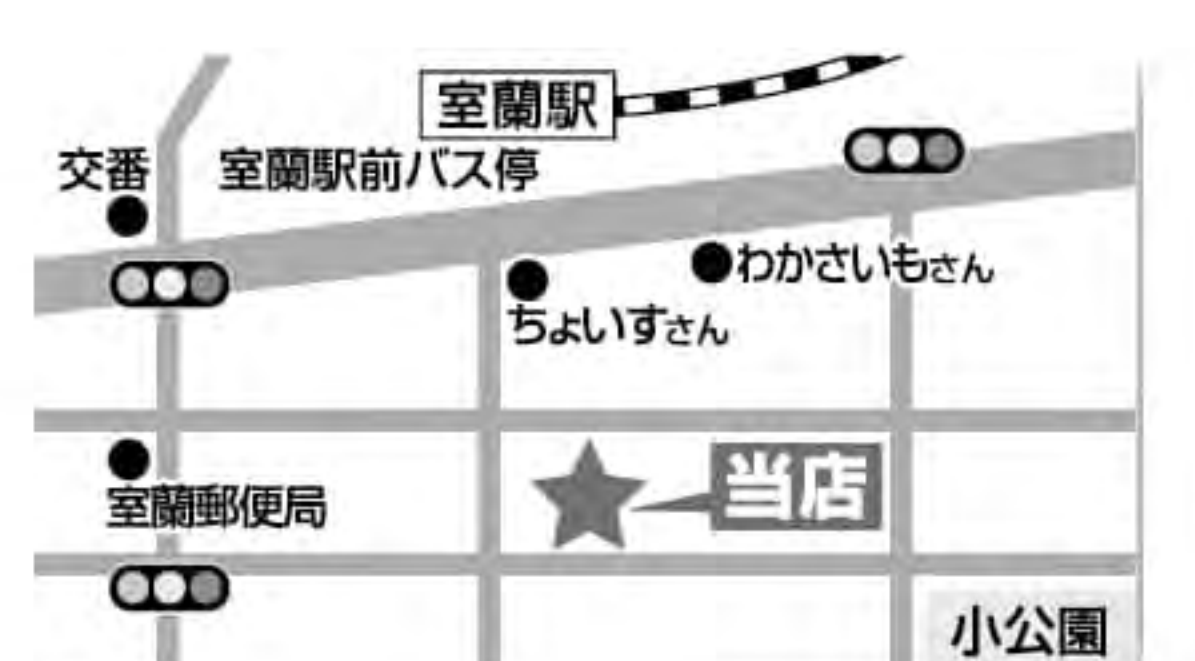 室蘭駅
交番
室蘭駅前バス停
わかさいもさん
ちょいすさん
当店
室蘭郵便局
小公園